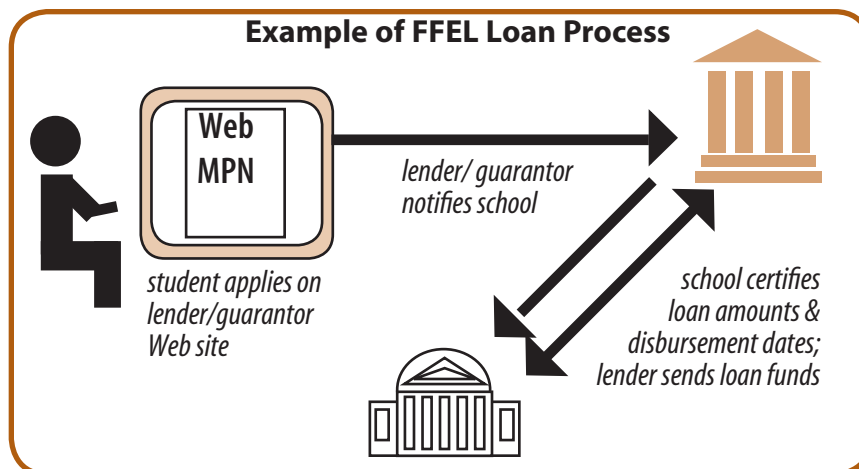 Example of FFEL Loan Process
Web
MPN
lender/ guarantor
notifies school
student applies on
lender/guarantor
Web site
school certifies
loan amounts &
disbursement dates;
lender sends loan funds